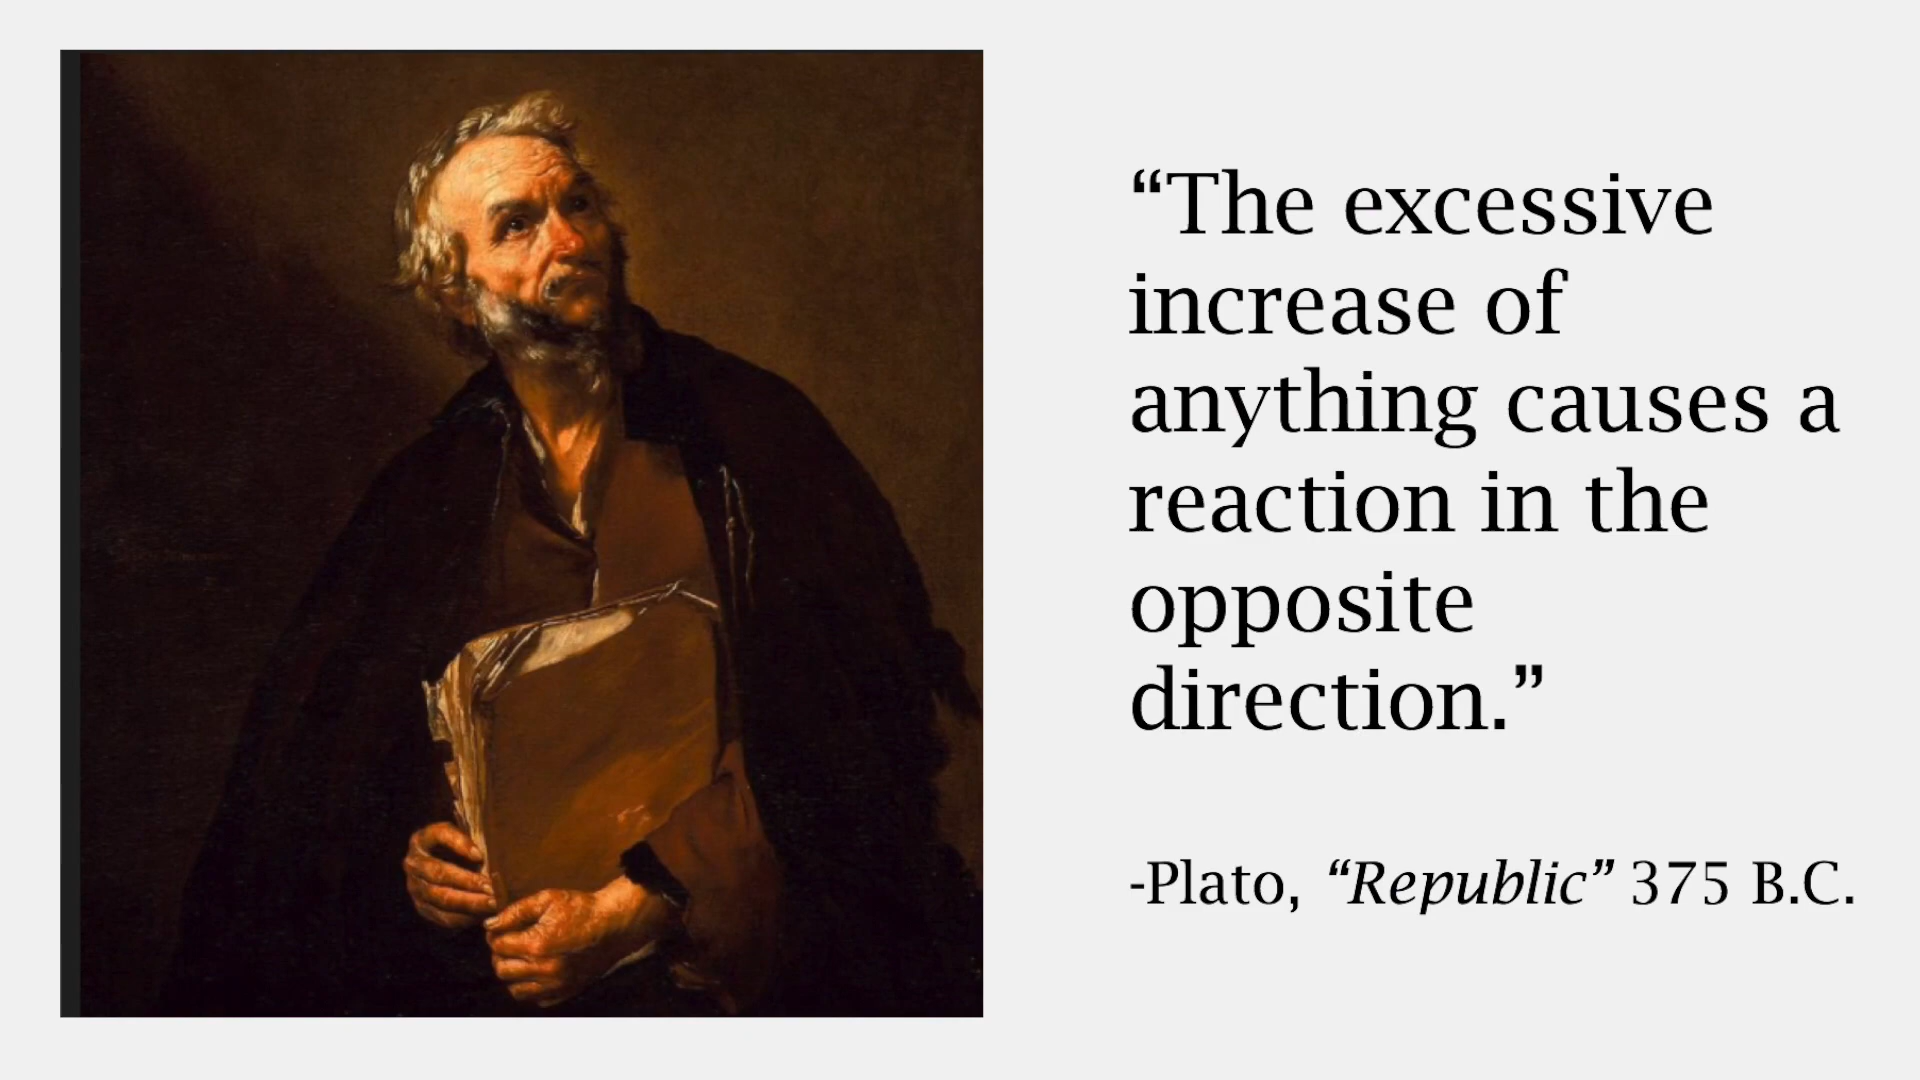 “The excessive
increase of
anything causes a
reaction in the
opposite
direction.”
-Plato, “Republic” 375 B.C.